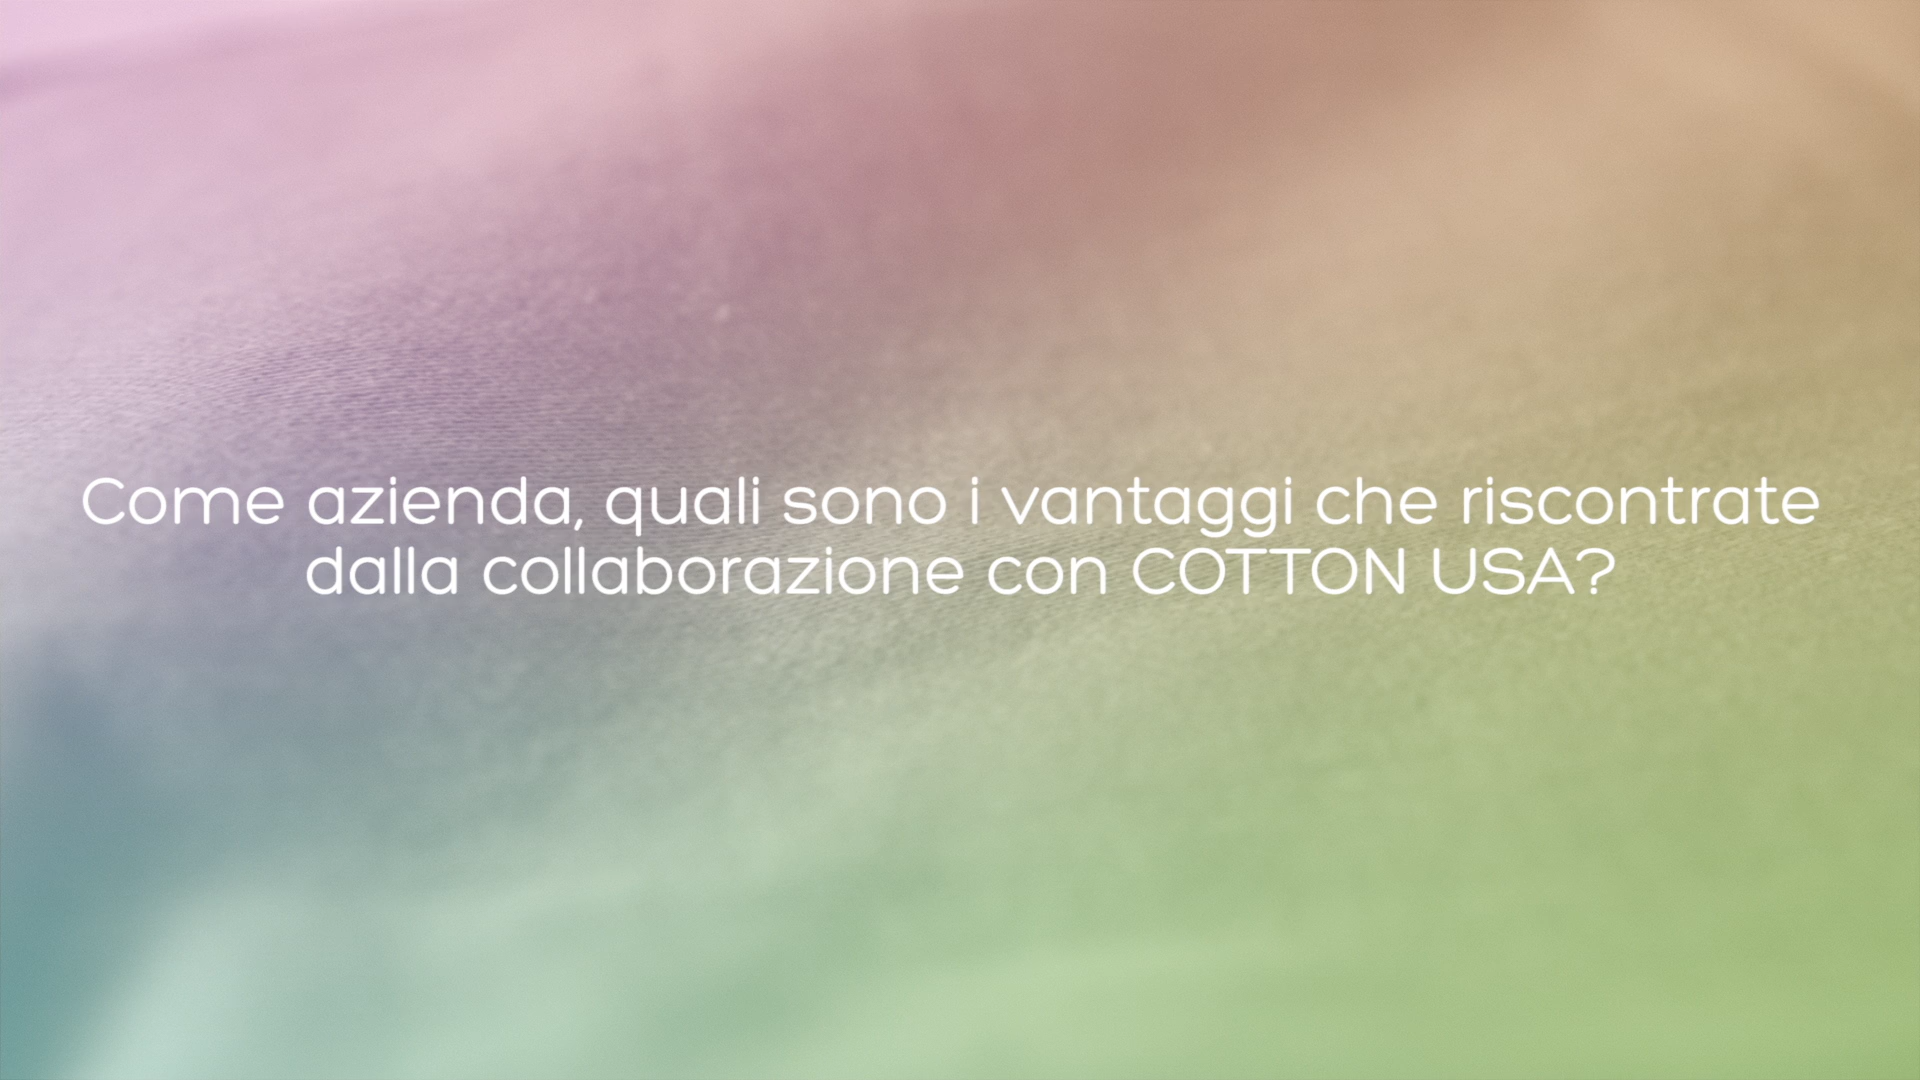 Come azienda, quali sono i vantaggi che riscontrate
dalla collaborazione con COTTON USA?